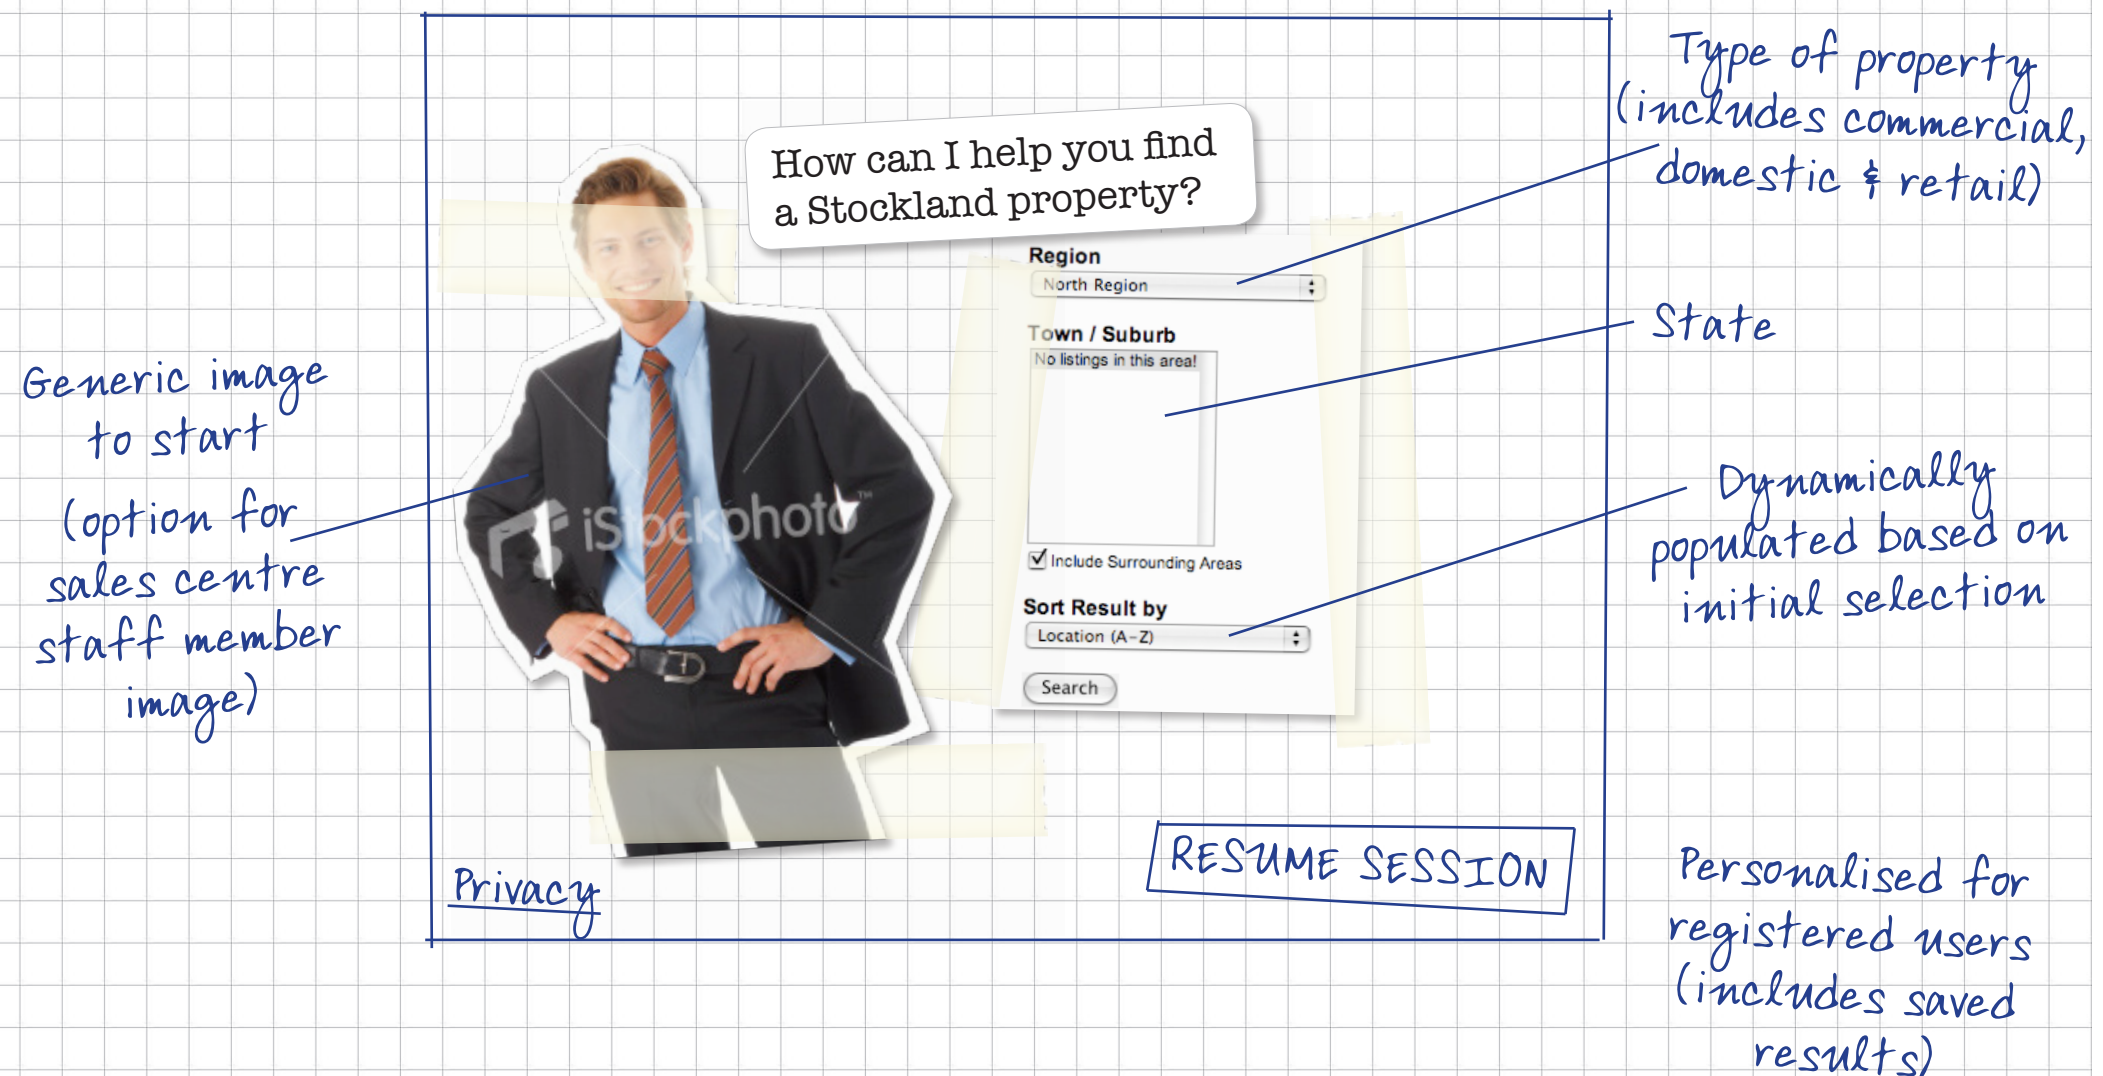 How can I help you find
a Stockland property?
Region
North Region
Town / Suburb
No listings in this area!
Include Surrounding Areas
Sort Result by
Location (A-Z)
Search
iStockphoto™
Generic image
to start
(option for
sales centre
staff member
image)
Type of property
(includes commercial,
domestic & retail)
State
Dynamically
populated based on
initial selection
Privacy
RESUME SESSION
Personalised for
registered users
(includes saved
results)